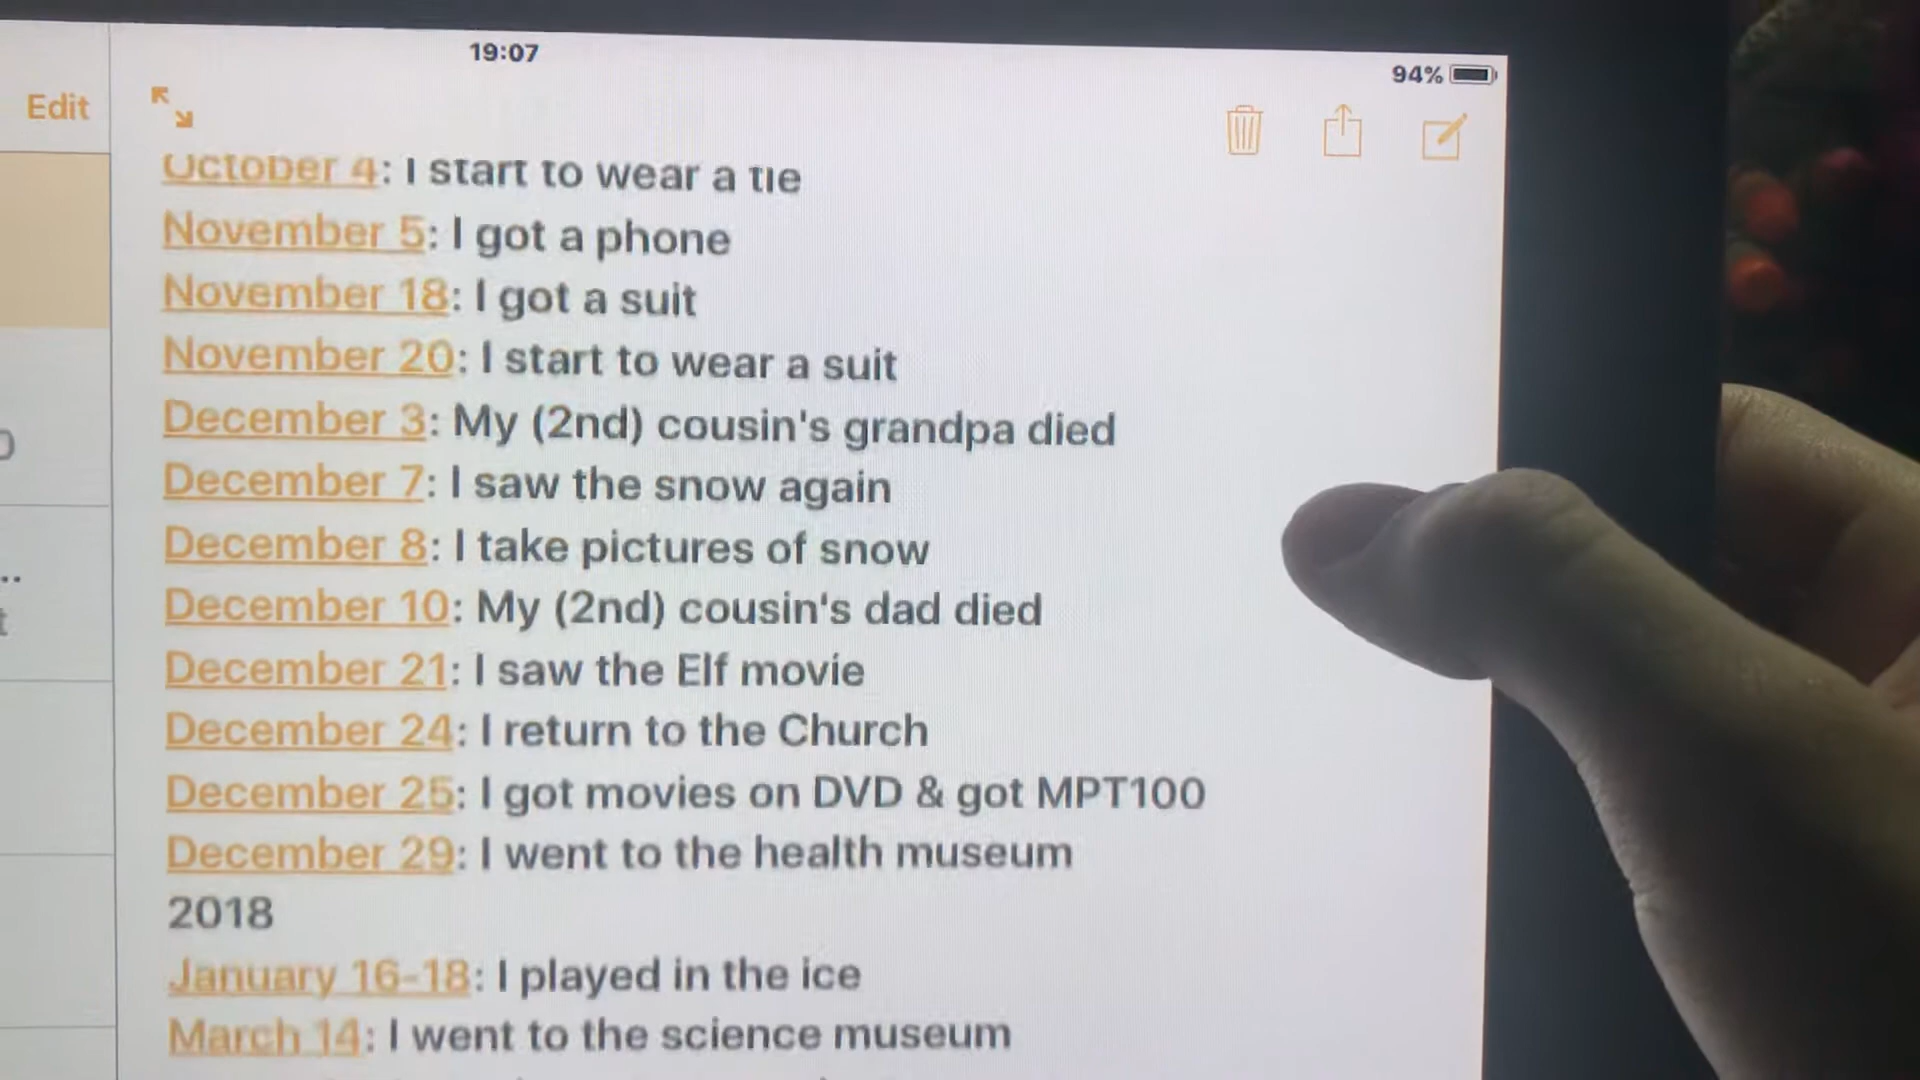 19:07
94%
Edit
October 4: I start to wear a tie
November 5: I got a phone
November 18: I got a suit
November 20: I start to wear a suit
December 3: My (2nd) cousin's grandpa died
December 7: I saw the snow again
December 8: I take pictures of snow
December 10: My (2nd) cousin's dad died
December 21: I saw the Elf movie
December 24: I return to the Church
December 25: I got movies on DVD & got MPT100
December 29: I went to the health museum
2018
January 16-18: I played in the ice
March 14: I went to the science museum